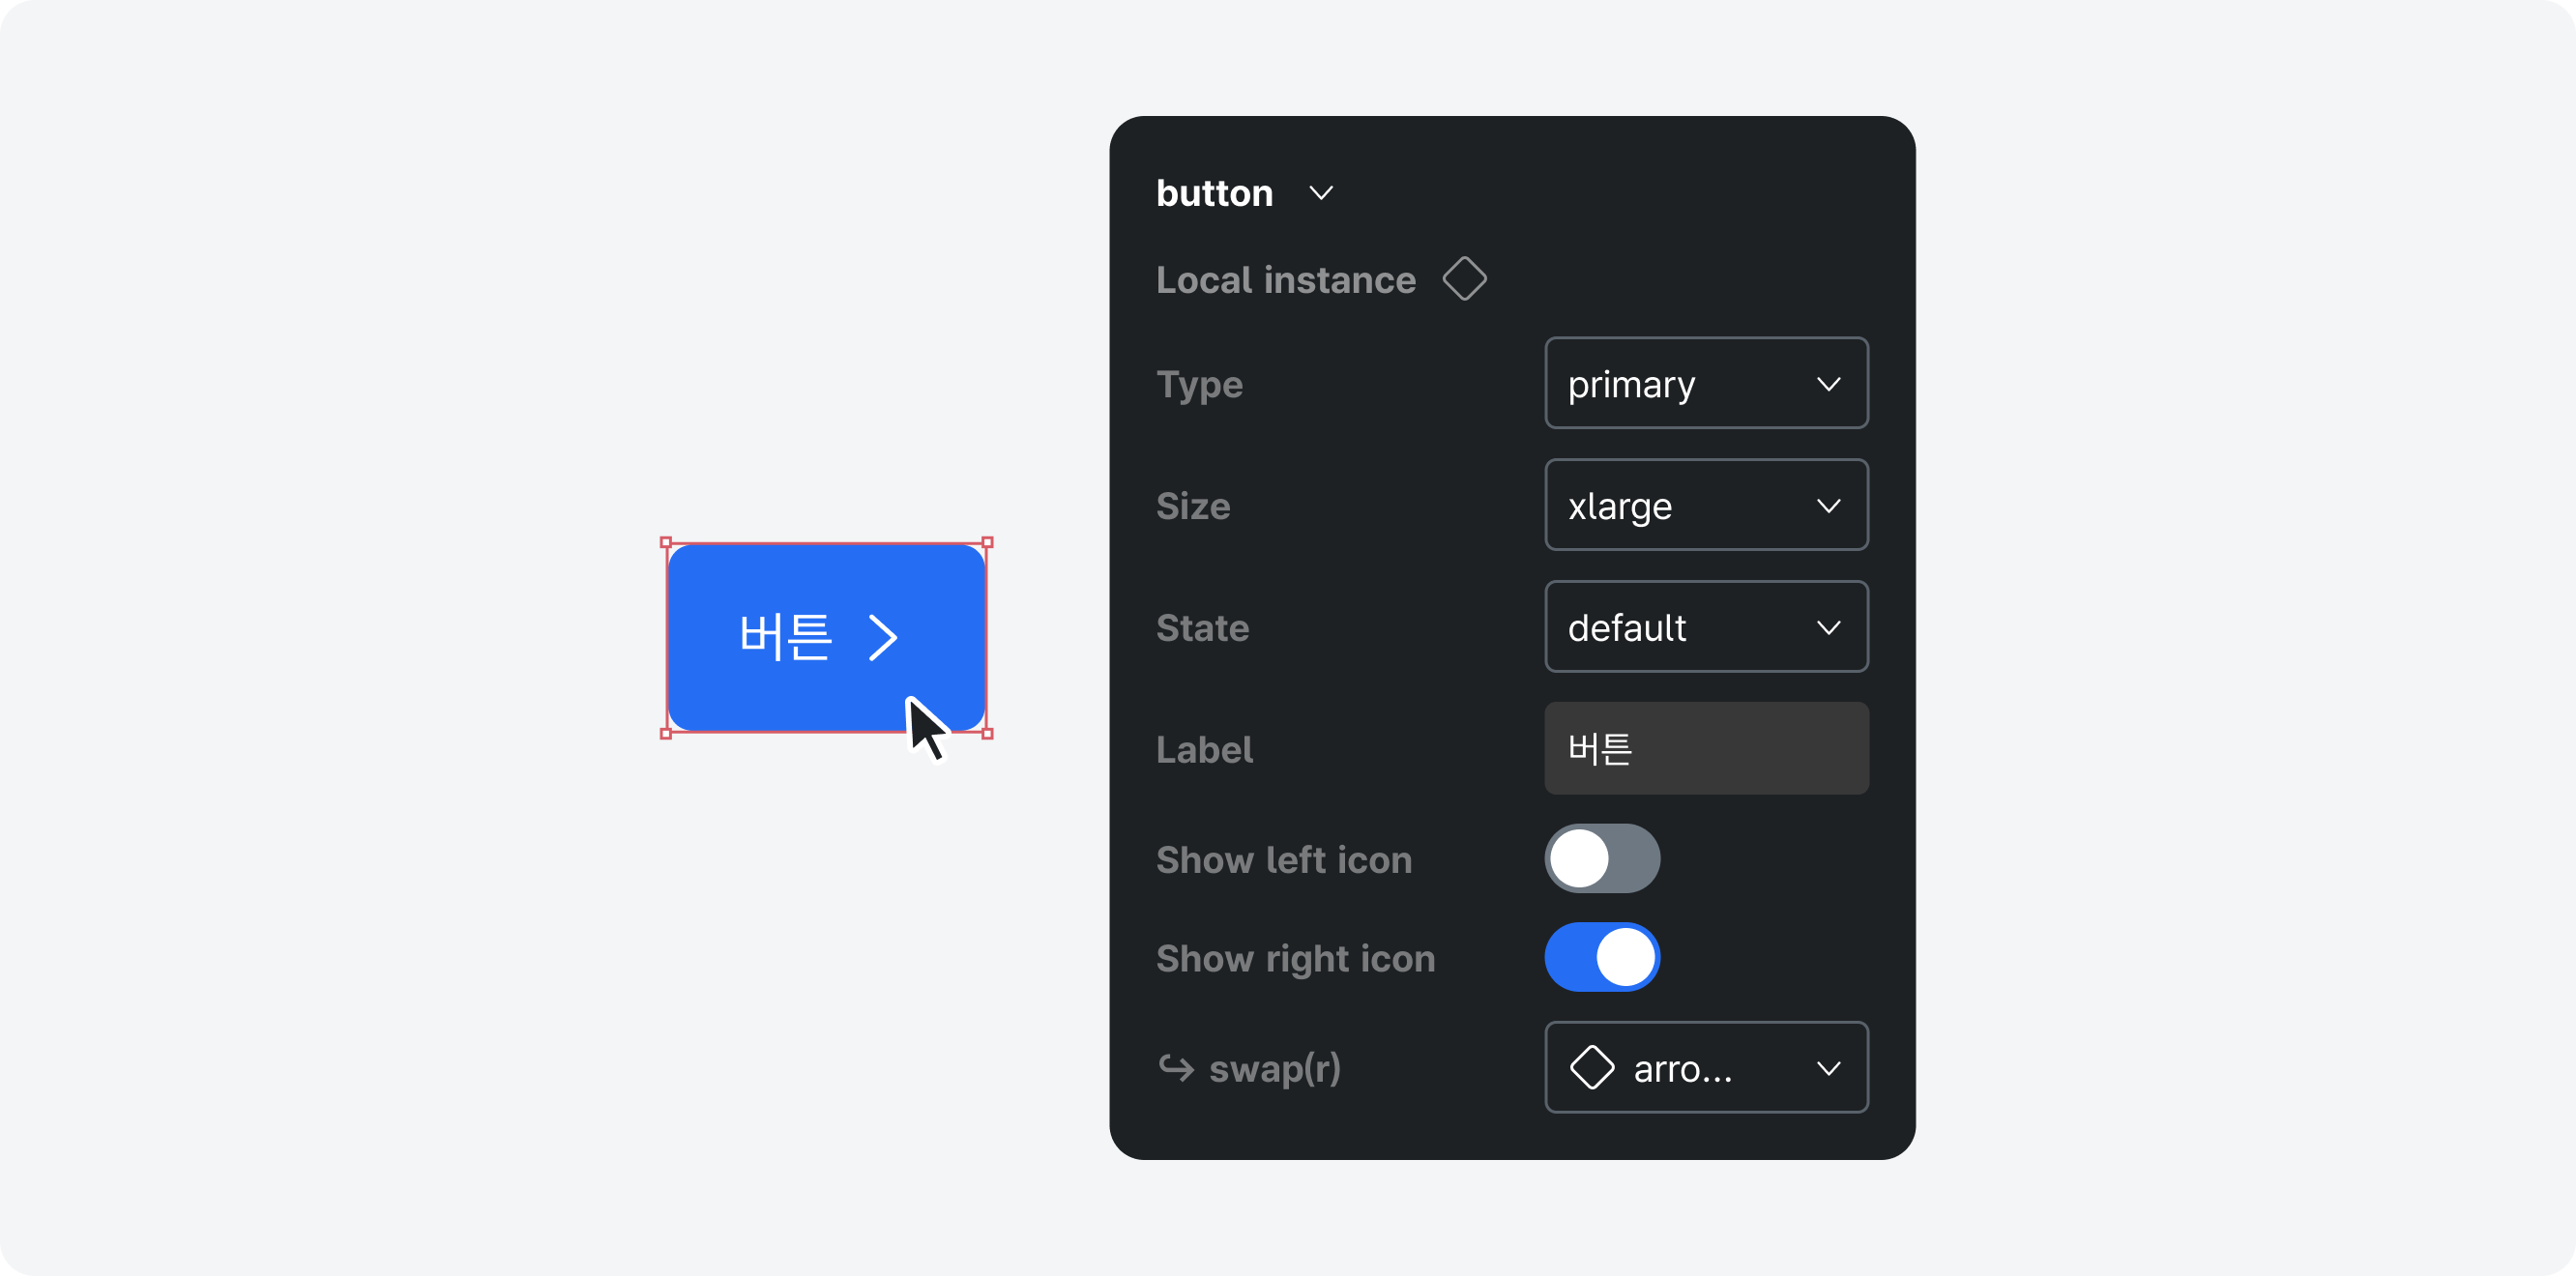 버튼
button
Local instance
Type primary
Size xlarge
State default
Label 버튼
Show left icon
Show right icon
swap(r) arro...